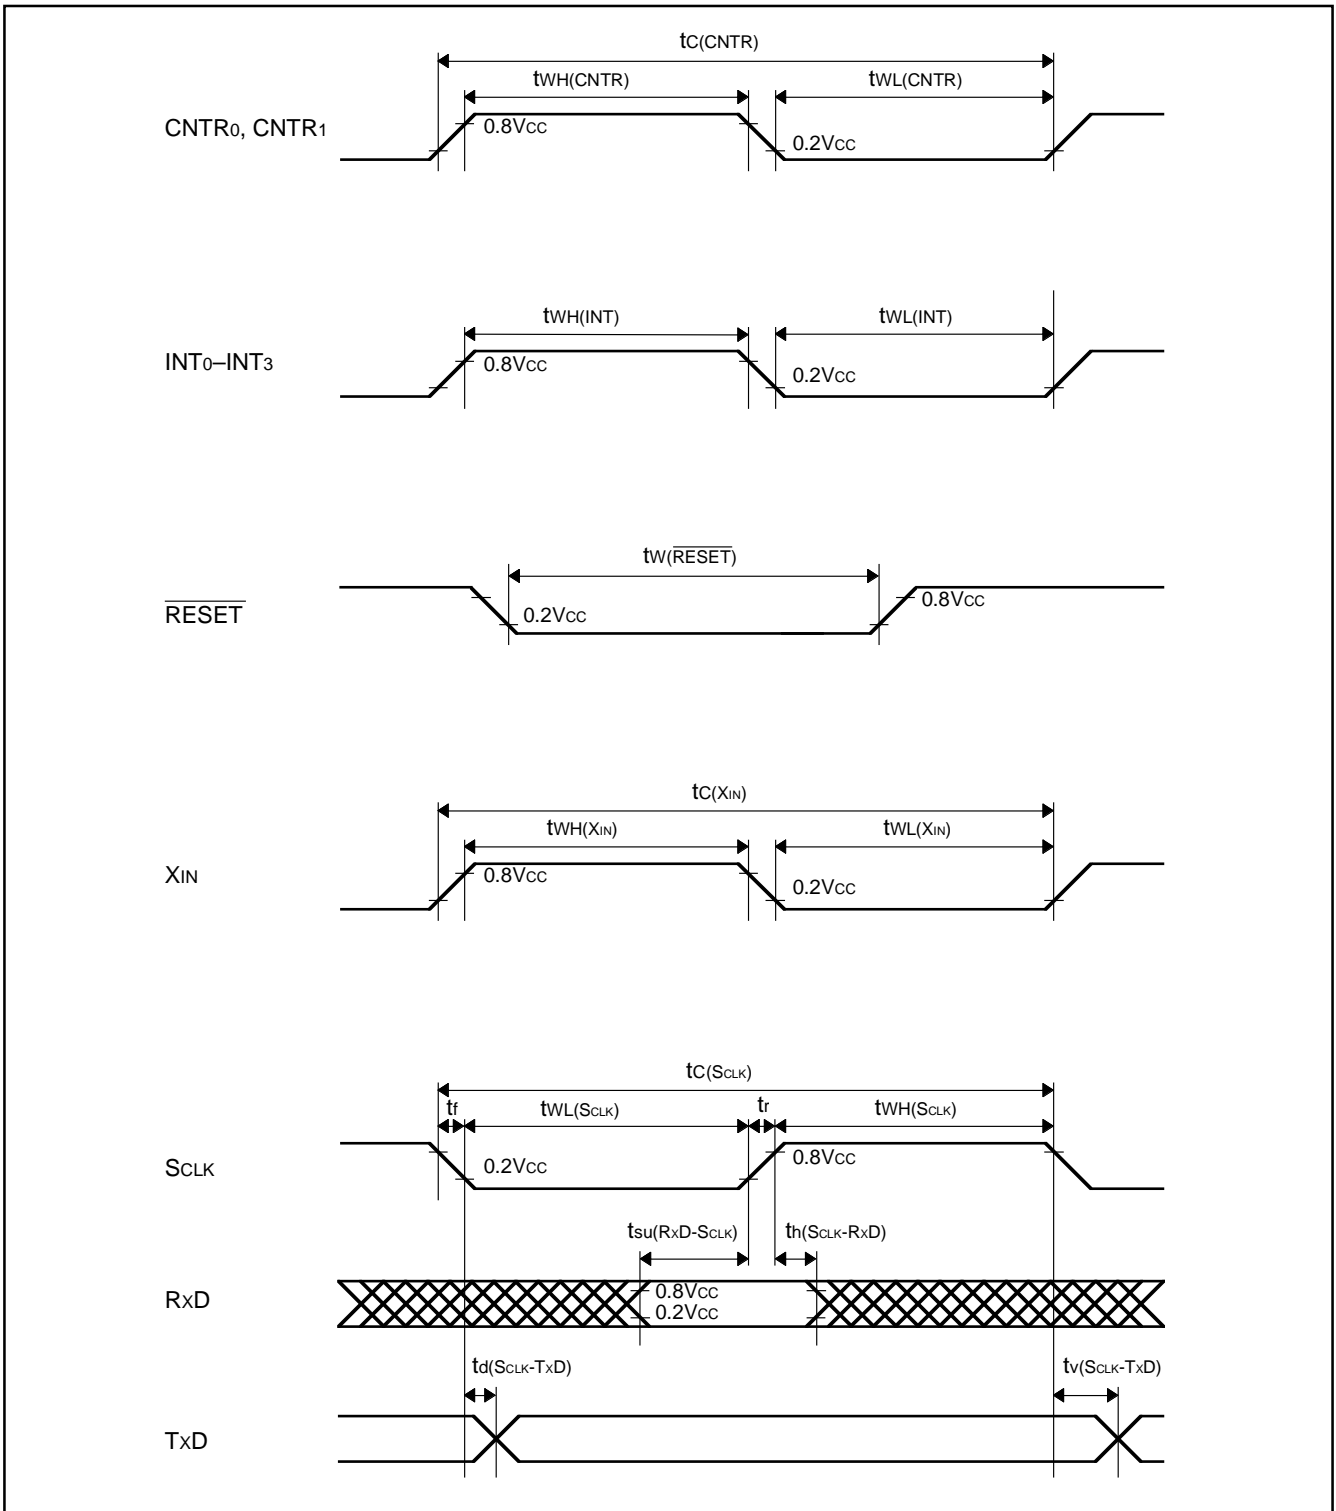 tC(CNTR)
tWH(CNTR) tWL(CNTR)
CNTR0, CNTR1 0.8VCC 0.2VCC
tWH(INT) tWL(INT)
INT0–INT3 0.8VCC 0.2VCC
tW(RESET)
RESET 0.2VCC 0.8VCC
tC(XIN)
tWH(XIN) tWL(XIN)
XIN 0.8VCC 0.2VCC
tC(SCLK)
tf tWL(SCLK) tr tWH(SCLK)
SCLK 0.2VCC 0.8VCC
tsu(RxD-SCLK) th(SCLK-RxD)
RxD 0.8VCC
0.2VCC
td(SCLK-TxD) tv(SCLK-TxD)
TxD